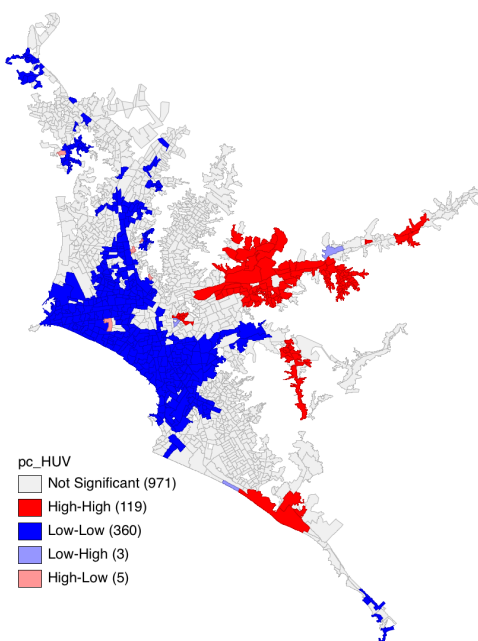 pc_HUV
Not Significant (971)
High-High (119)
Low-Low (360)
Low-High (3)
High-Low (5)